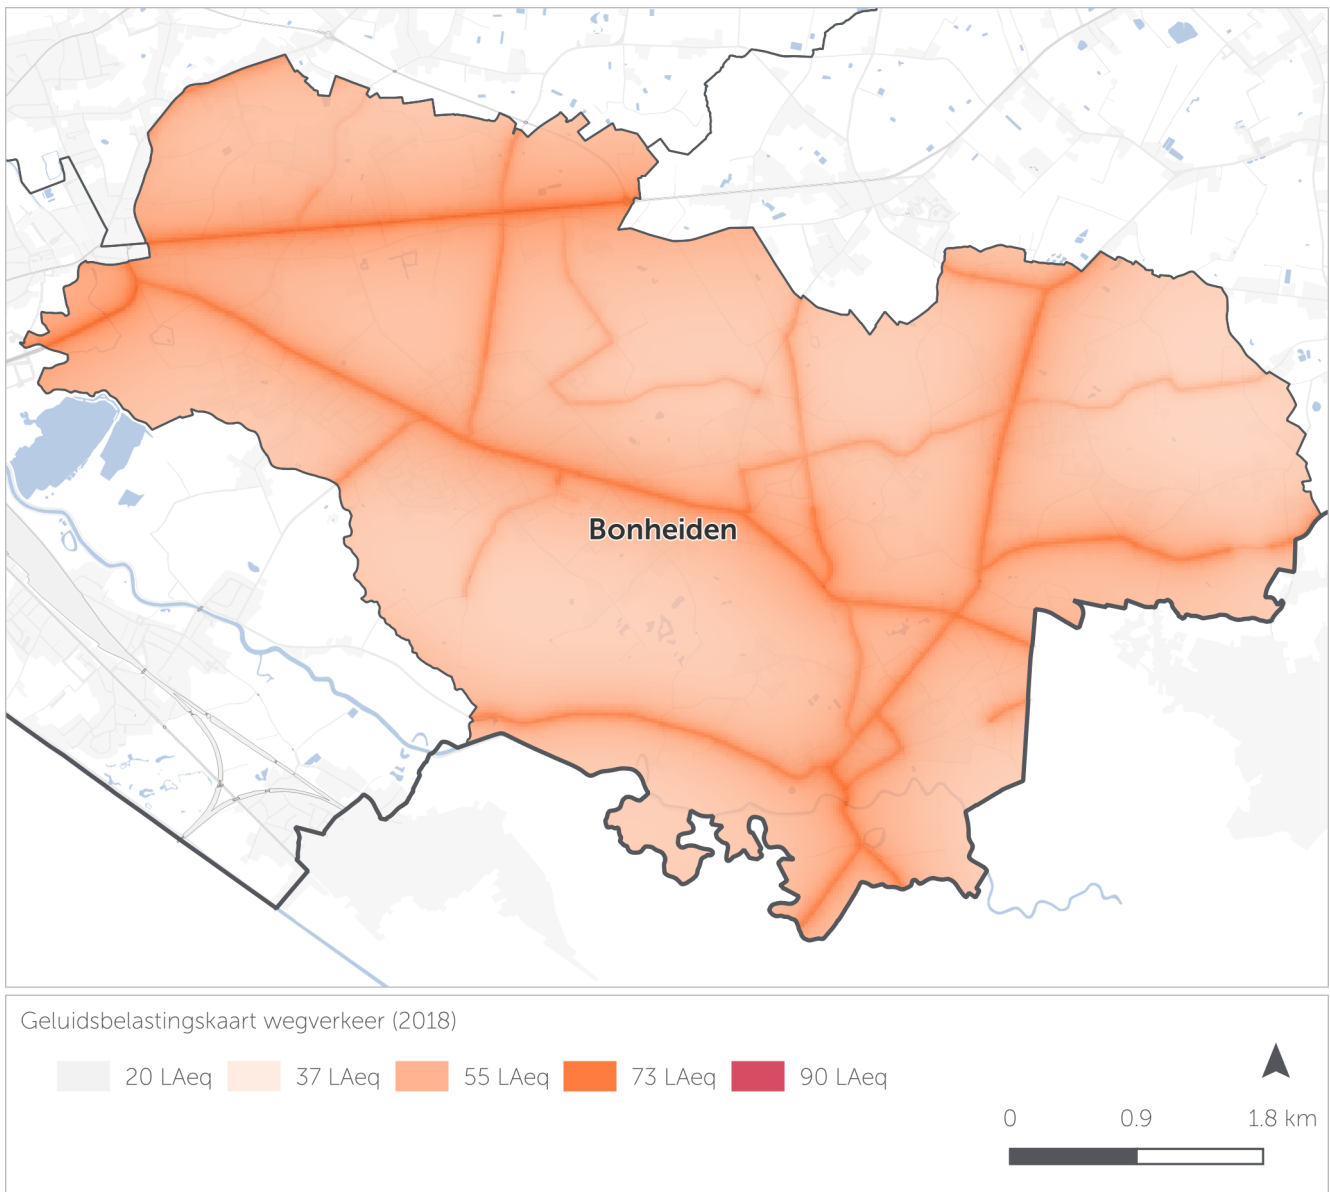 Bonheiden
Geluidsbelastingskaart wegverkeer (2018)
20 LAeq 37 LAeq 55 LAeq 73 LAeq 90 LAeq
0 0.9 1.8 km